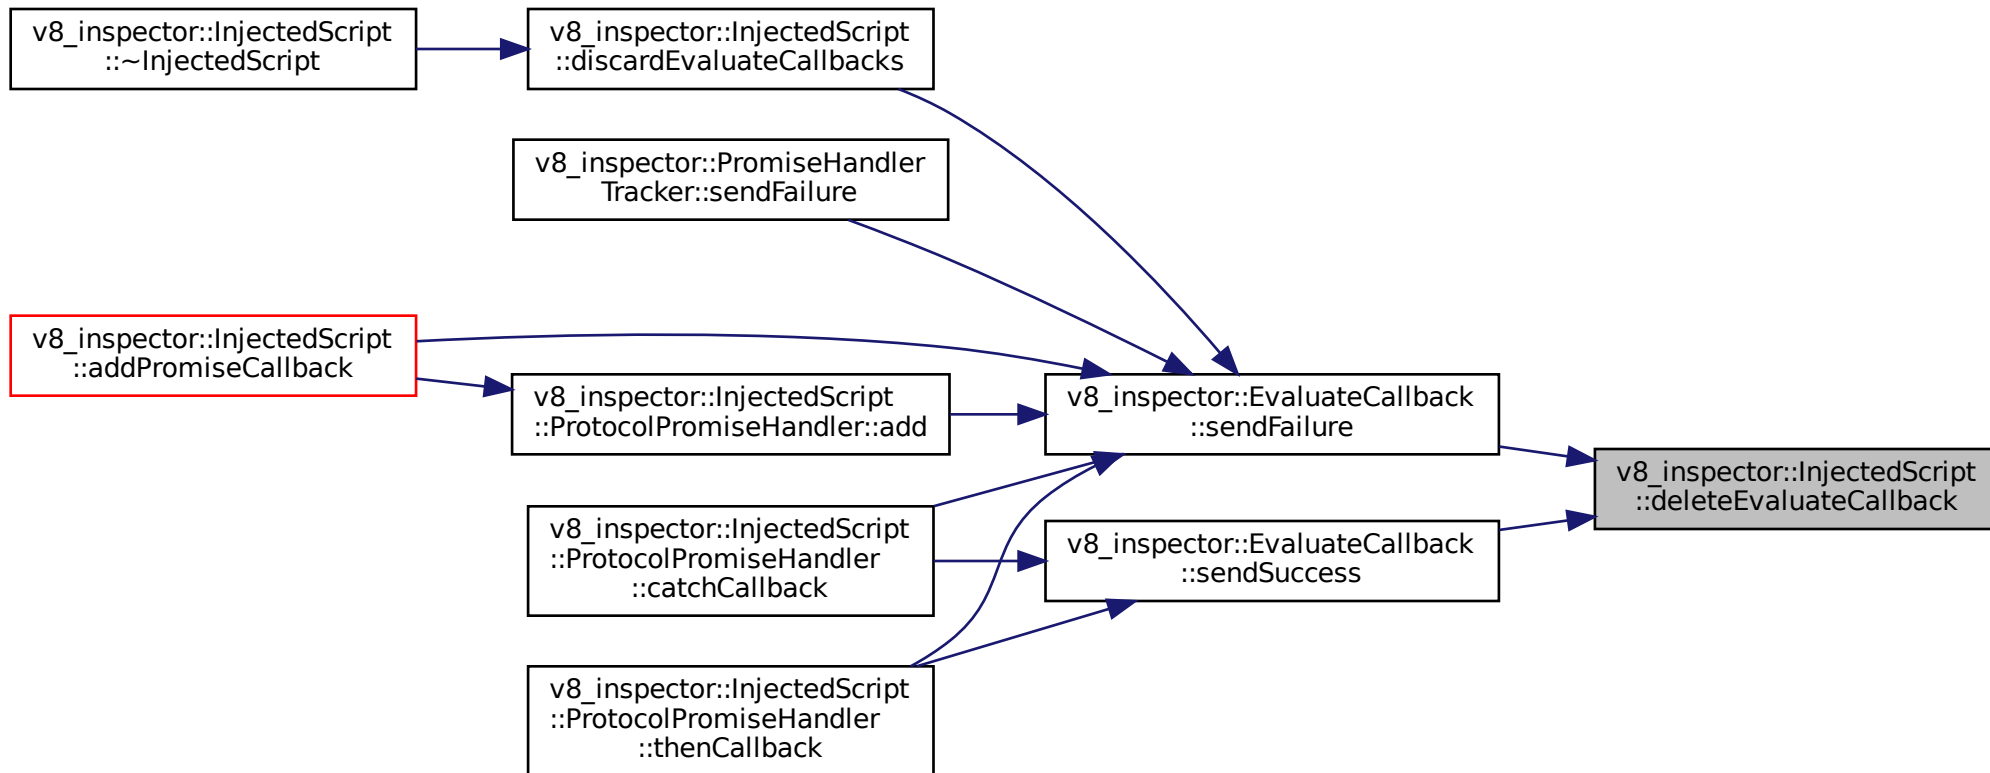 v8_inspector::InjectedScript
::~InjectedScript
v8_inspector::InjectedScript
::discardEvaluateCallbacks
v8_inspector::PromiseHandler
Tracker::sendFailure
v8_inspector::InjectedScript
::addPromiseCallback
v8_inspector::InjectedScript
::ProtocolPromiseHandler::add
v8_inspector::EvaluateCallback
::sendFailure
v8_inspector::InjectedScript
::deleteEvaluateCallback
v8_inspector::InjectedScript
::ProtocolPromiseHandler
::catchCallback
v8_inspector::EvaluateCallback
::sendSuccess
v8_inspector::InjectedScript
::ProtocolPromiseHandler
::thenCallback